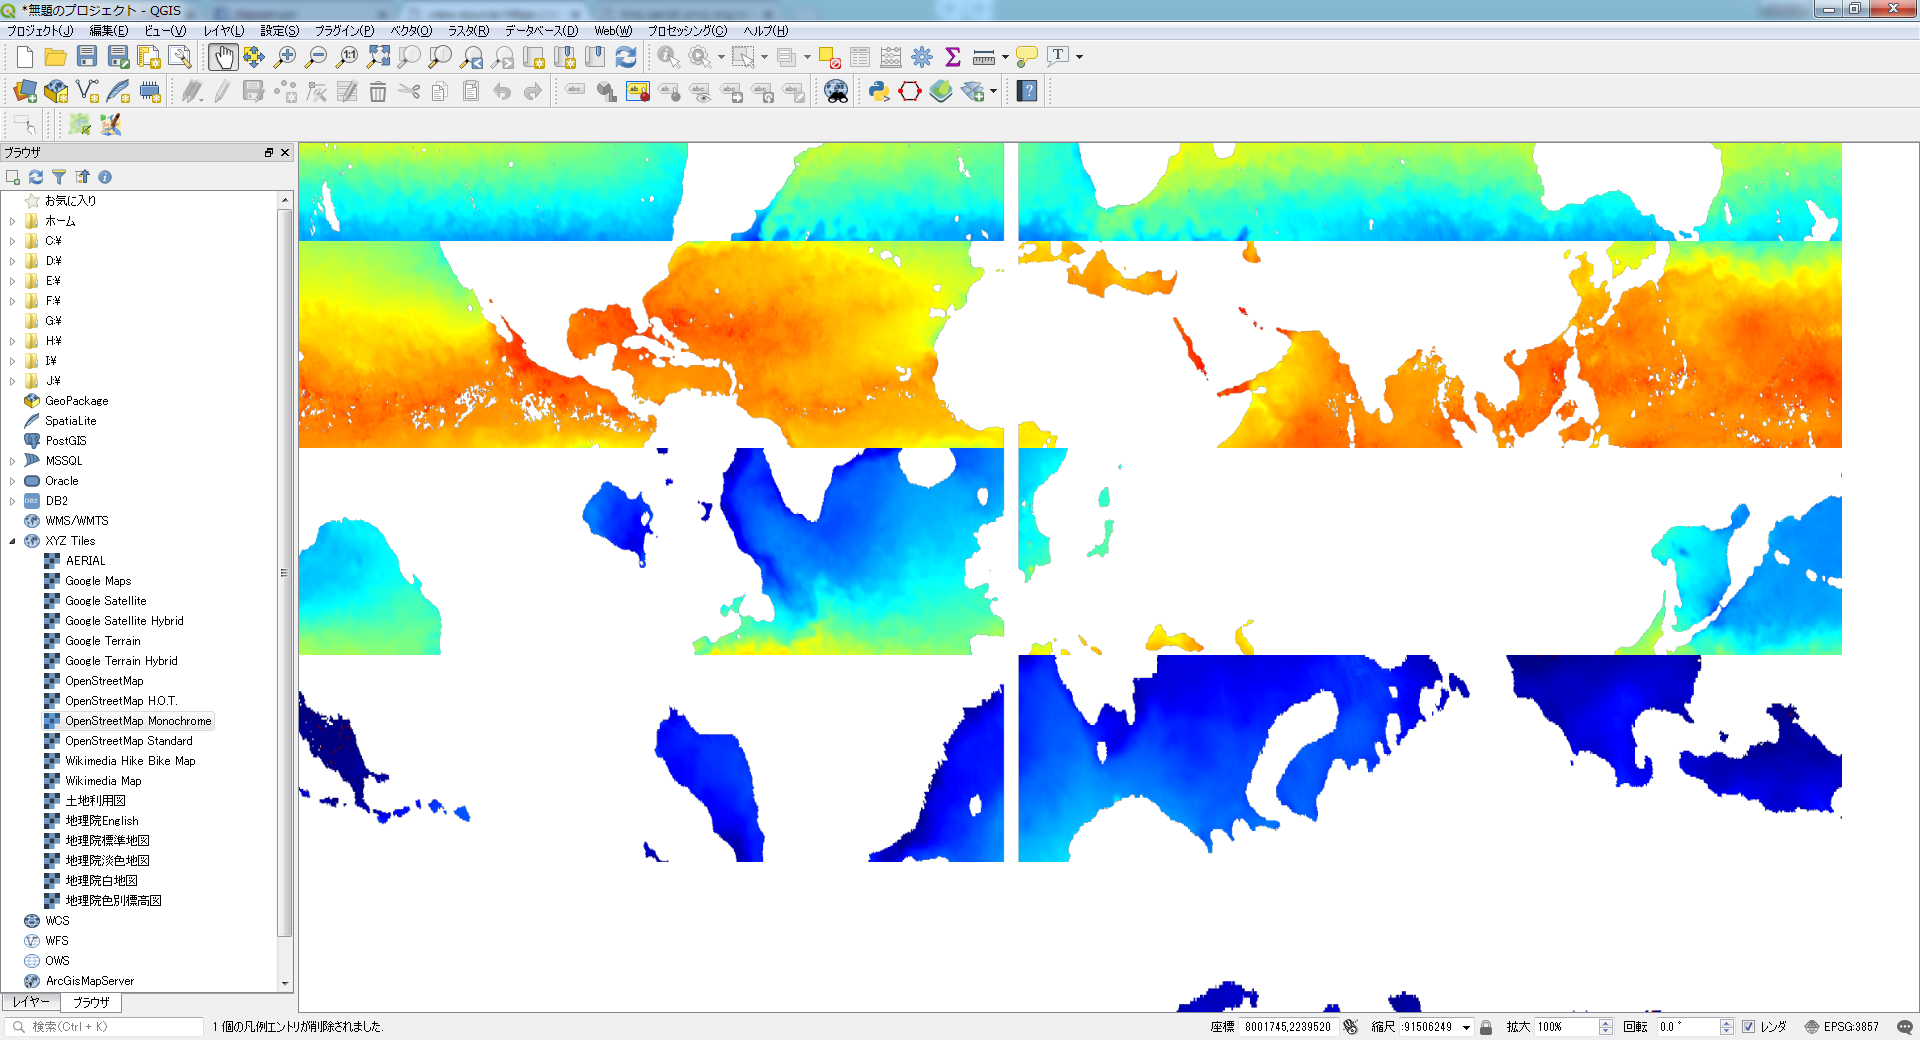 *無題のプロジェクト - QGIS
プロジェクト(J) 編集(E) ビュー(V) レイヤ(L) 設定(S) プラグイン(P) ベクタ(O) ラスタ(R) データベース(D) Web(W) プロセッシング(C) ヘルプ(H)
ブラウザ
お気に入り
ホーム
C:¥
D:¥
E:¥
F:¥
G:¥
H:¥
I:¥
J:¥
GeoPackage
SpatiaLite
PostGIS
MSSQL
Oracle
DB2
WMS/WMTS
XYZ Tiles
AERIAL
Google Maps
Google Satellite
Google Satellite Hybrid
Google Terrain
Google Terrain Hybrid
OpenStreetMap
OpenStreetMap H.O.T.
OpenStreetMap Monochrome
OpenStreetMap Standard
Wikimedia Hike Bike Map
Wikimedia Map
土地利用図
地理院English
地理院標準地図
地理院淡色地図
地理院白地図
地理院色別標高図
WCS
WFS
OWS
ArcGisMapServer
レイヤー ブラウザ
検索(Ctrl + K) 1 個の凡例エントリが削除されました. 座標 8001745,2239520 縮尺 :91506249 拡大 100% 回転 0.0 ° レンダ EPSG:3857